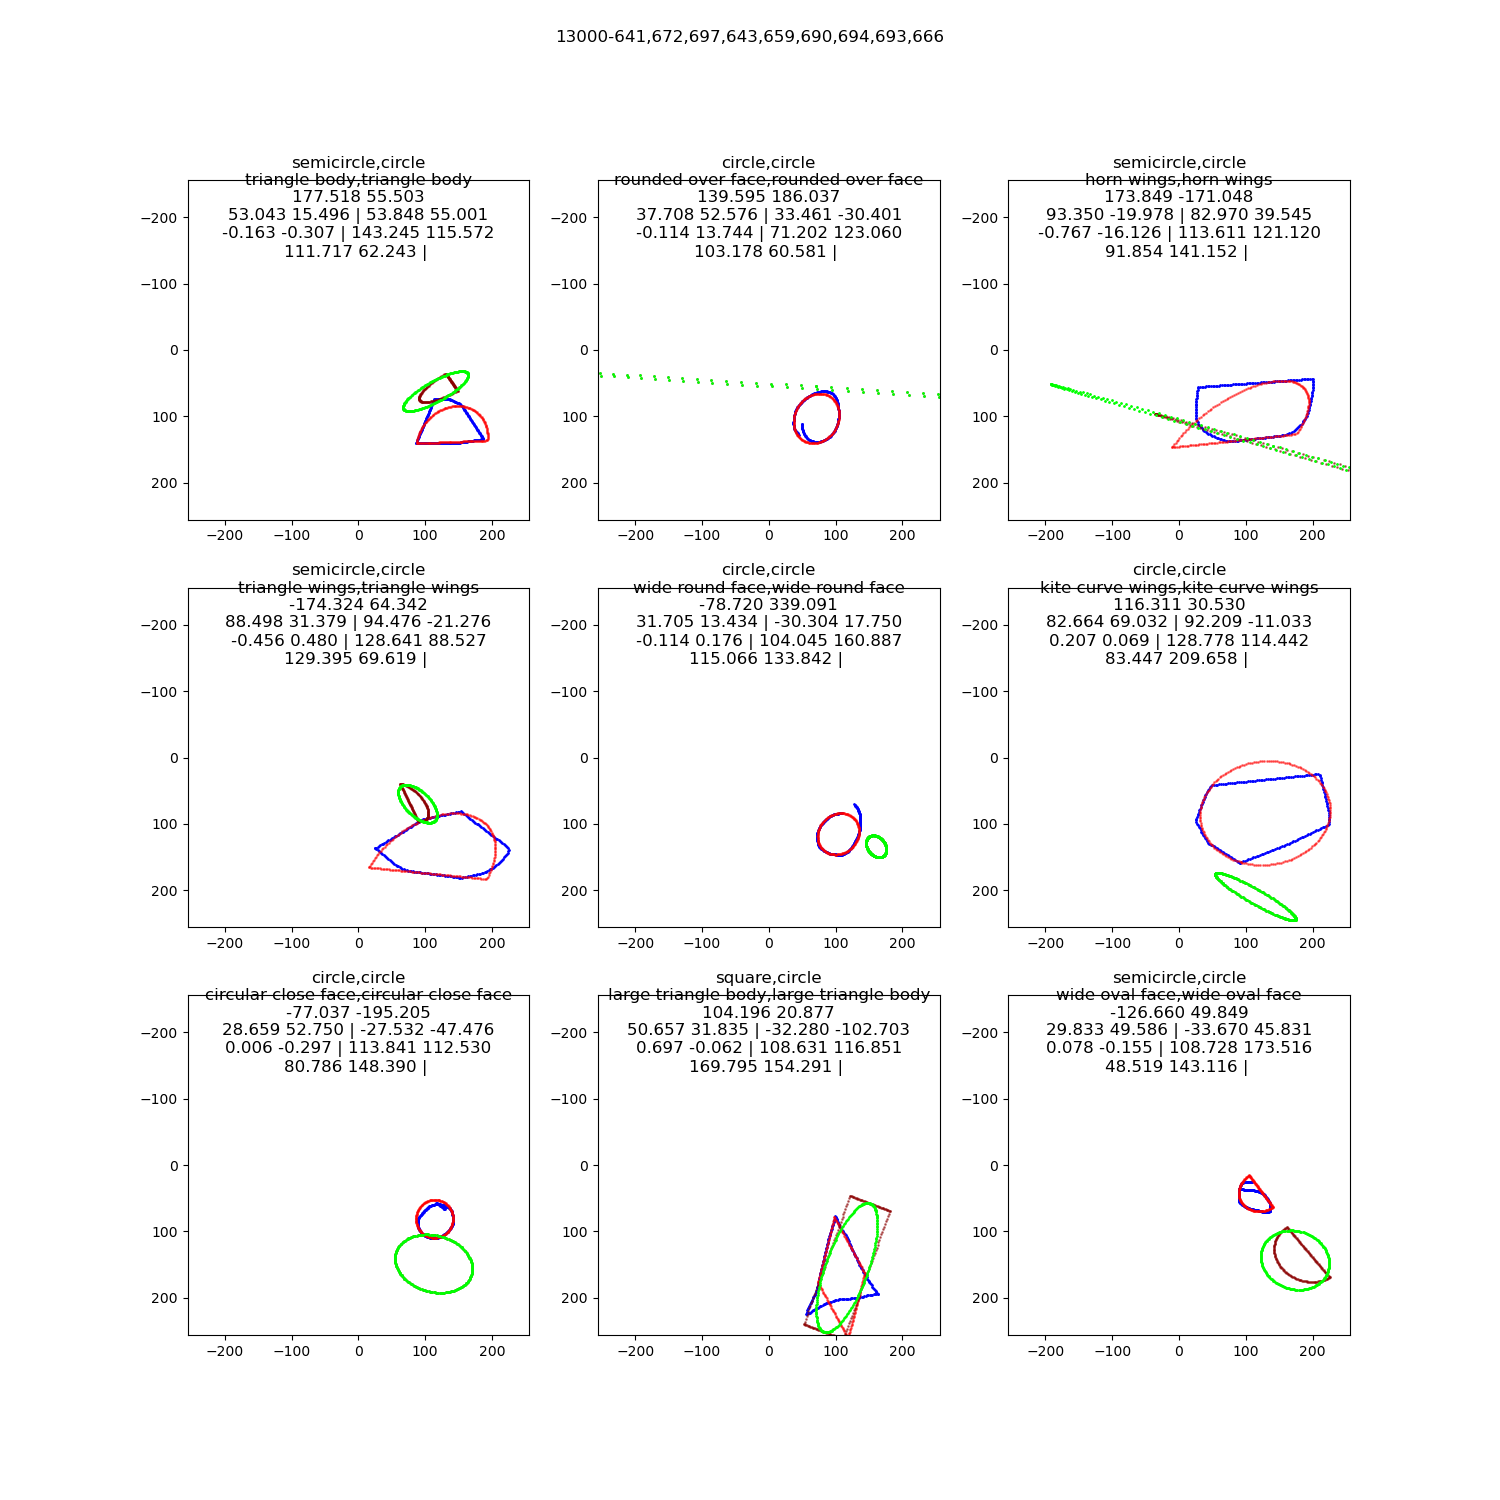 13000-641,672,697,643,659,690,694,693,666
semicircle,circle
triangle body,triangle body
177.518 55.503
53.043 15.496 | 53.848 55.001
-0.163 -0.307 | 143.245 115.572
111.717 62.243 |
−200
−100
0
100
200
−200 −100 0 100 200
circle,circle
rounded over face,rounded over face
139.595 186.037
37.708 52.576 | 33.461 -30.401
-0.114 13.744 | 71.202 123.060
103.178 60.581 |
−200
−100
0
100
200
−200 −100 0 100 200
semicircle,circle
horn wings,horn wings
173.849 -171.048
93.350 -19.978 | 82.970 39.545
-0.767 -16.126 | 113.611 121.120
91.854 141.152 |
−200
−100
0
100
200
−200 −100 0 100 200
semicircle,circle
triangle wings,triangle wings
-174.324 64.342
88.498 31.379 | 94.476 -21.276
-0.456 0.480 | 128.641 88.527
129.395 69.619 |
−200
−100
0
100
200
−200 −100 0 100 200
circle,circle
wide round face,wide round face
-78.720 339.091
31.705 13.434 | -30.304 17.750
-0.114 0.176 | 104.045 160.887
115.066 133.842 |
−200
−100
0
100
200
−200 −100 0 100 200
circle,circle
kite curve wings,kite curve wings
116.311 30.530
82.664 69.032 | 92.209 -11.033
0.207 0.069 | 128.778 114.442
83.447 209.658 |
−200
−100
0
100
200
−200 −100 0 100 200
circle,circle
circular close face,circular close face
-77.037 -195.205
28.659 52.750 | -27.532 -47.476
0.006 -0.297 | 113.841 112.530
80.786 148.390 |
−200
−100
0
100
200
−200 −100 0 100 200
square,circle
large triangle body,large triangle body
104.196 20.877
50.657 31.835 | -32.280 -102.703
0.697 -0.062 | 108.631 116.851
169.795 154.291 |
−200
−100
0
100
200
−200 −100 0 100 200
semicircle,circle
wide oval face,wide oval face
-126.660 49.849
29.833 49.586 | -33.670 45.831
0.078 -0.155 | 108.728 173.516
48.519 143.116 |
−200
−100
0
100
200
−200 −100 0 100 200